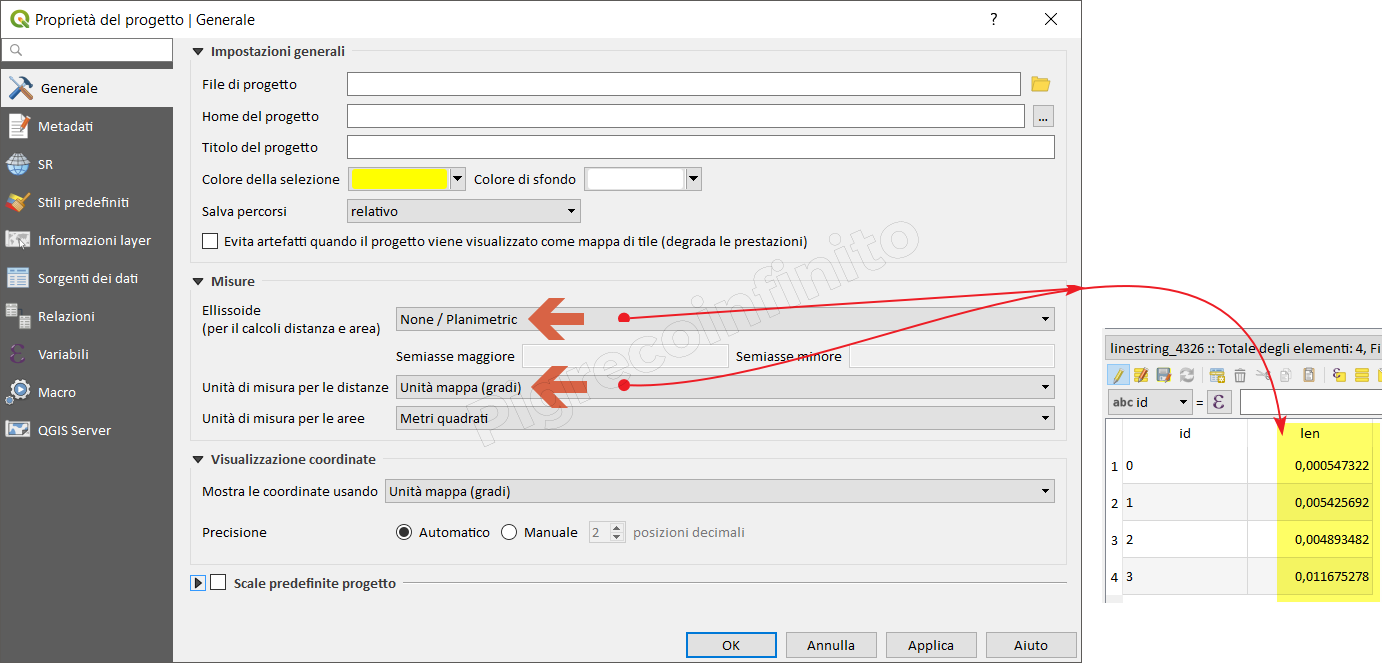 Proprietà del progetto | Generale
?
Impostazioni generali
Generale
Metadati
SR
Stili predefiniti
Informazioni layer
Sorgenti dei dati
Relazioni
Variabili
Macro
QGIS Server
File di progetto
Home del progetto
...
Titolo del progetto
Colore della selezione
Colore di sfondo
Salva percorsi
relativo
Evita artefatti quando il progetto viene visualizzato come mappa di tile (degrada le prestazioni)
Misure
Ellissoide
(per il calcoli distanza e area)
None / Planimetric
Semiasse maggiore
Semiasse minore
Unità di misura per le distanze
Unità mappa (gradi)
Unità di misura per le aree
Metri quadrati
Visualizzazione coordinate
Mostra le coordinate usando
Unità mappa (gradi)
Precisione
Automatico
Manuale
2
posizioni decimali
Scale predefinite progetto
OK
Annulla
Applica
Aiuto
Pigrecoinfinito
linestring_4326 :: Totale degli elementi: 4, Fi
abc id
=
ε
id len
1 0 0,000547322
2 1 0,005425692
3 2 0,004893482
4 3 0,011675278